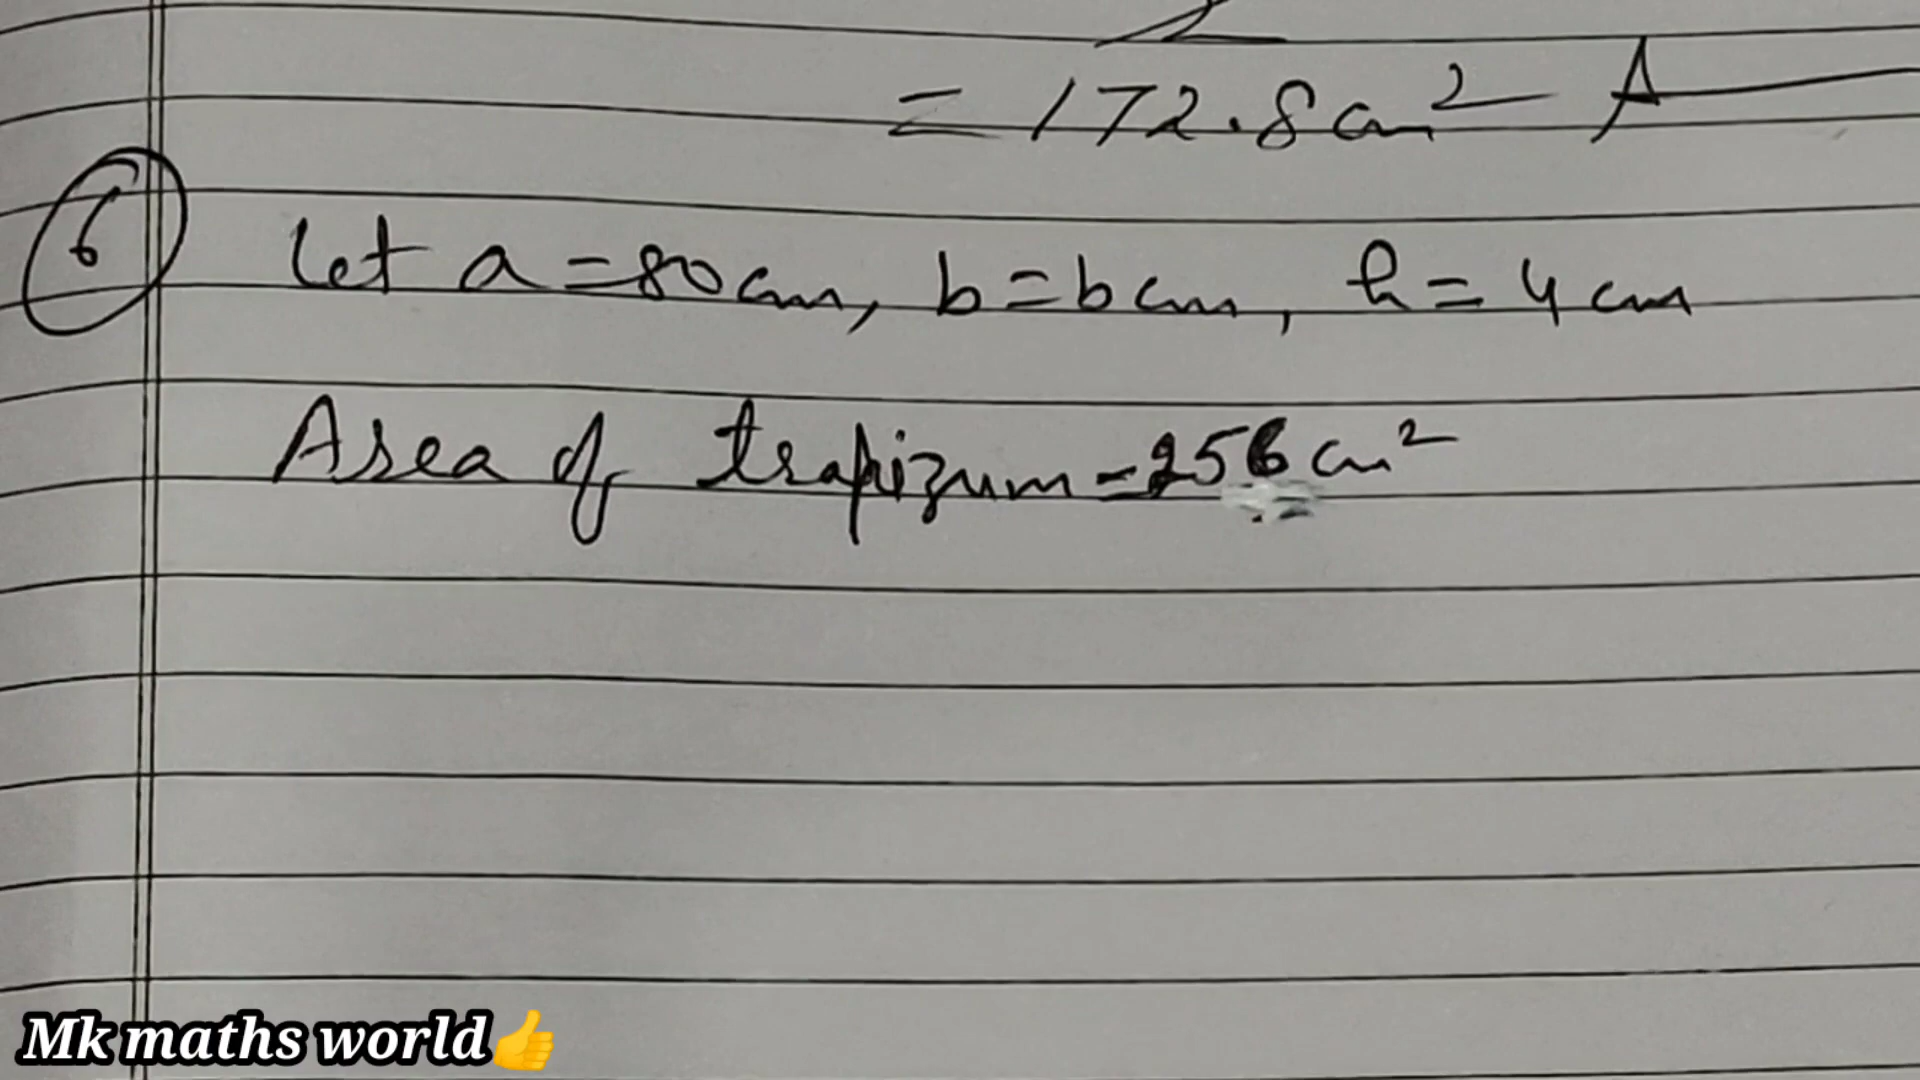 = 172.8 cm² A
6 Let a = 80 cm, b = b cm, h = 4 cm
Area of trapizum = 256 cm²
Mk maths world👍